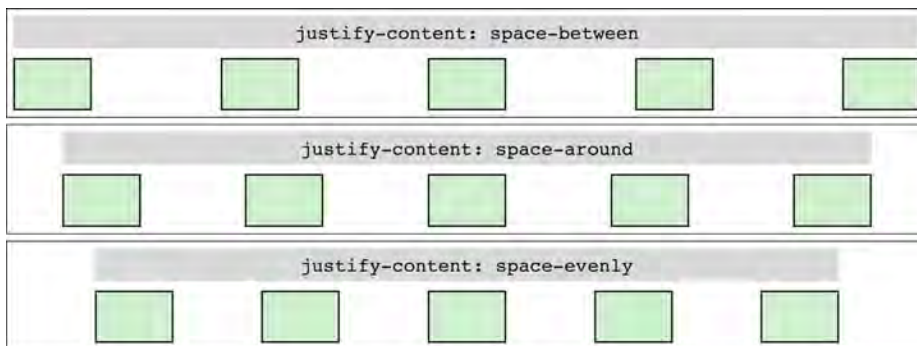 justify-content: space-between
justify-content: space-around
justify-content: space-evenly